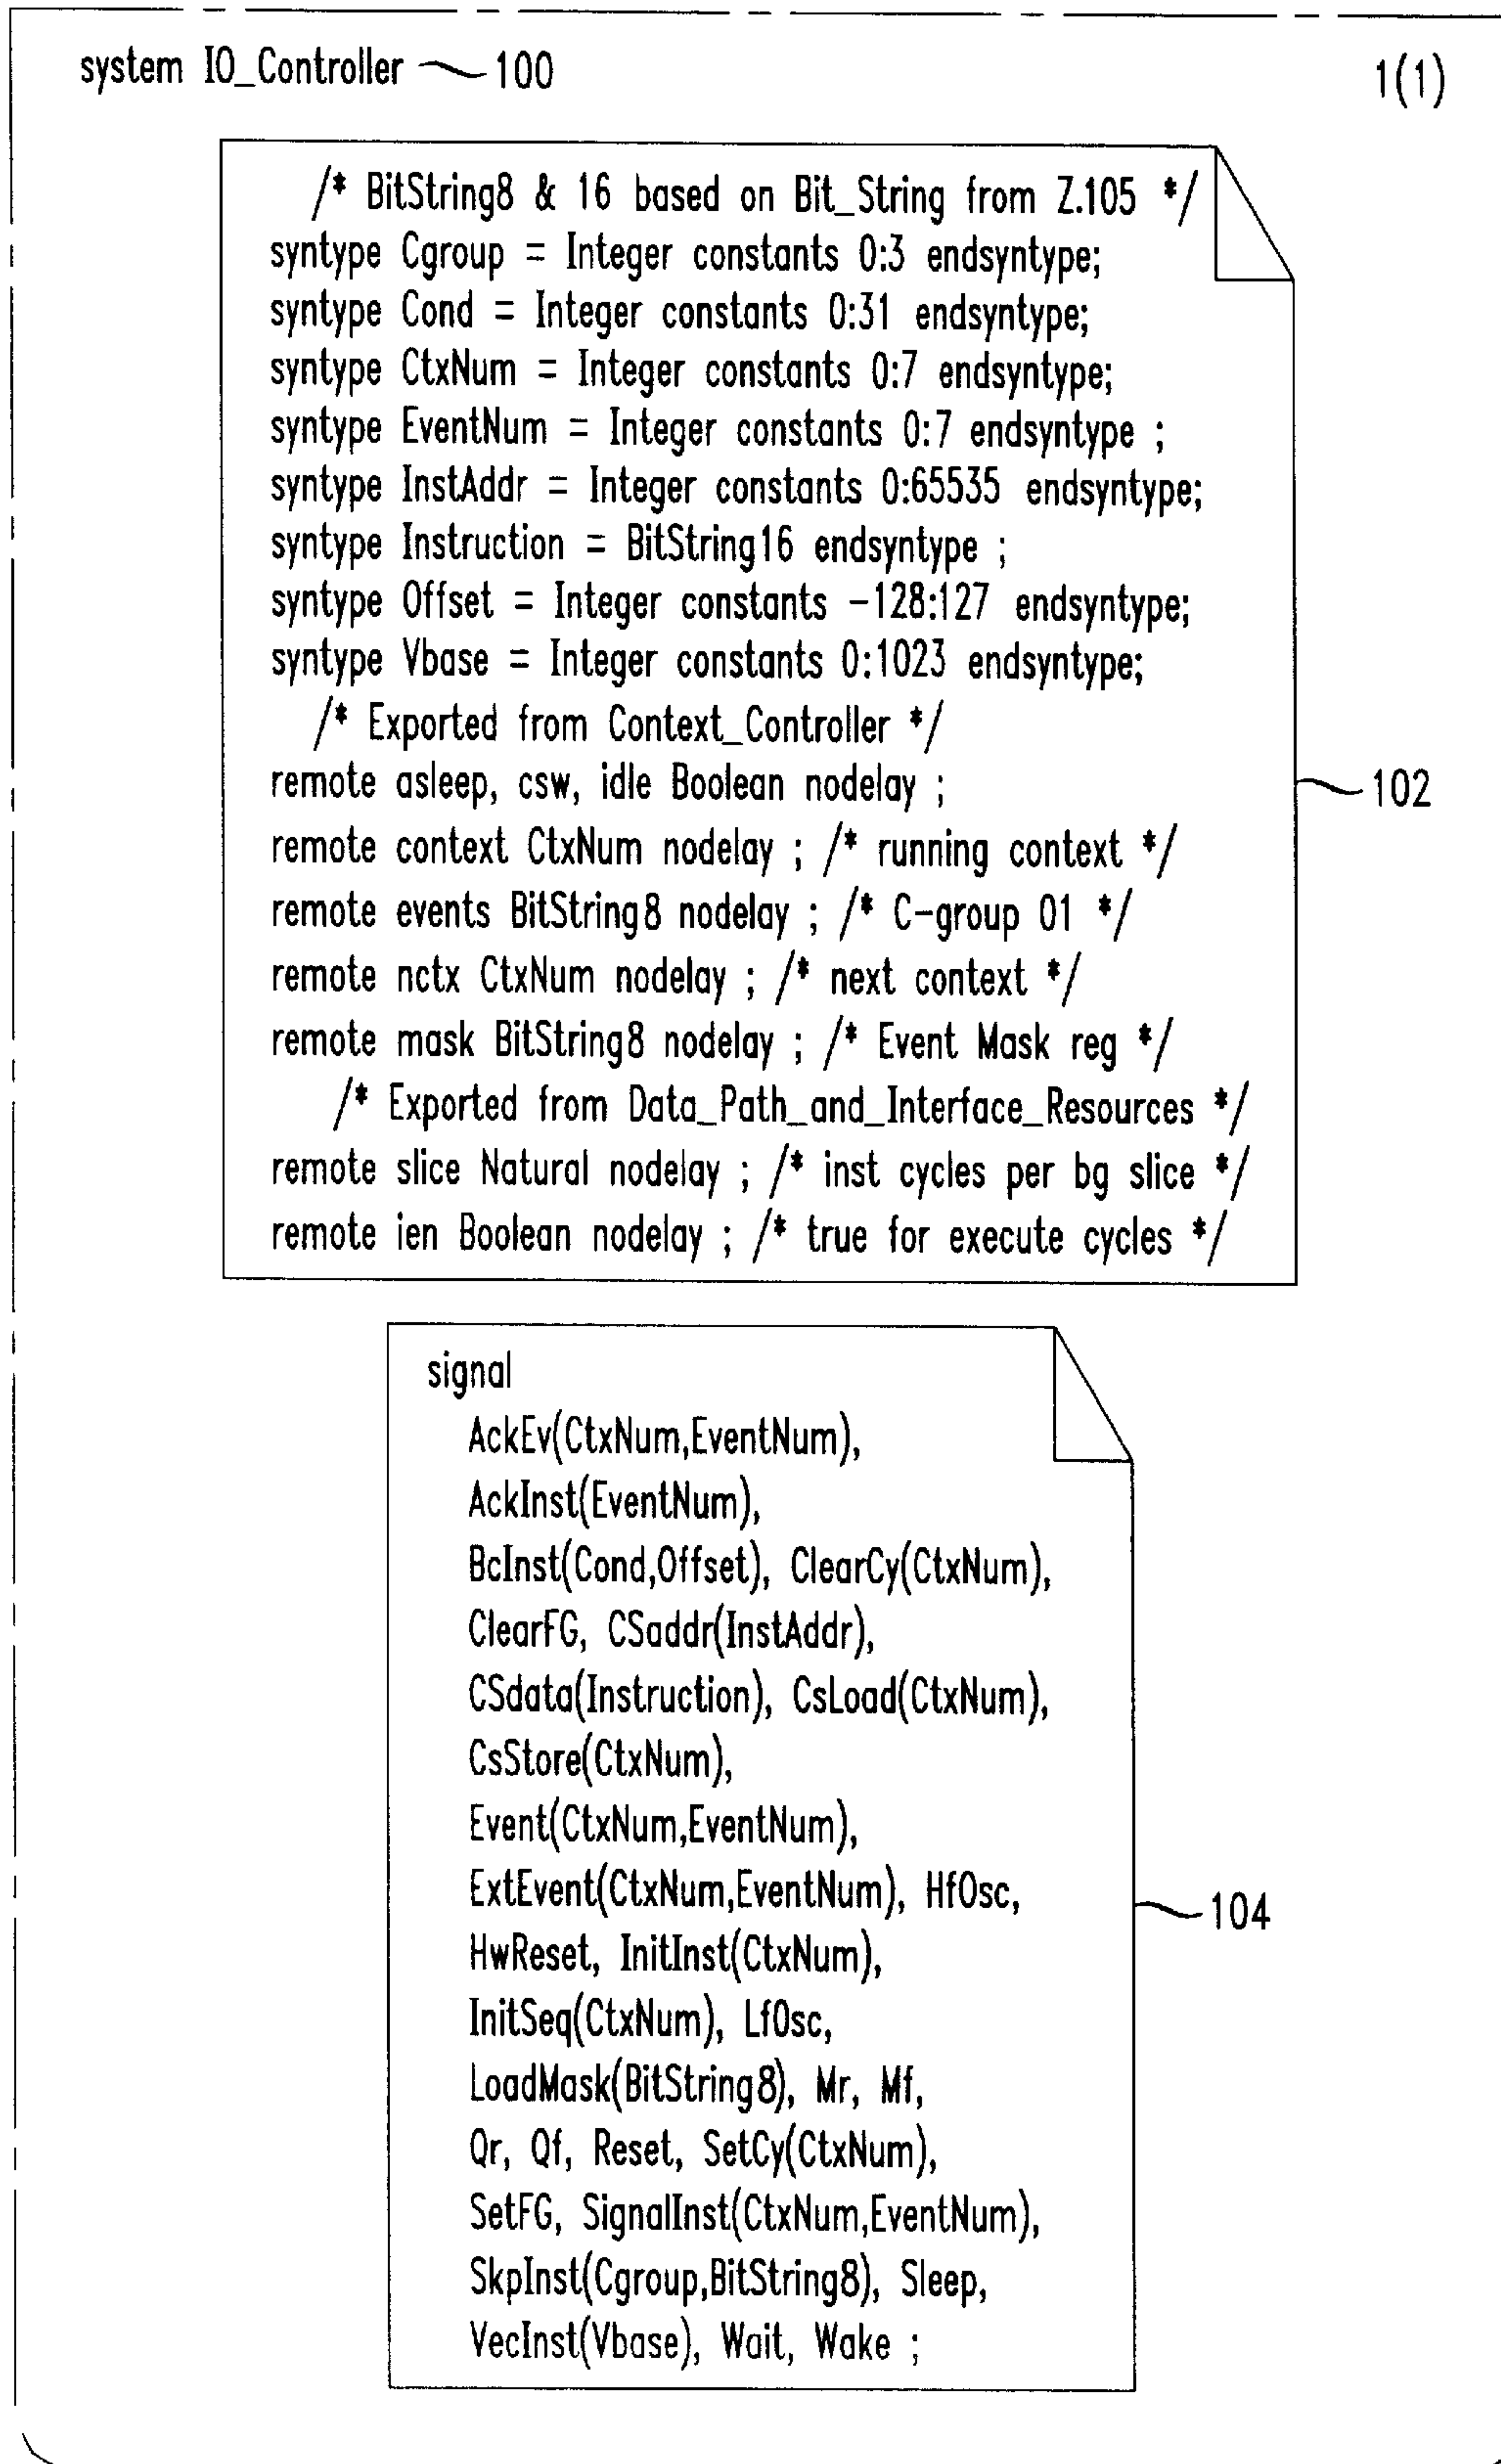 system IO_Controller 100
1(1)
/* BitString8 & 16 based on Bit_String from Z.105 */
syntype Cgroup = Integer constants 0:3 endsyntype;
syntype Cond = Integer constants 0:31 endsyntype;
syntype CtxNum = Integer constants 0:7 endsyntype;
syntype EventNum = Integer constants 0:7 endsyntype ;
syntype InstAddr = Integer constants 0:65535 endsyntype;
syntype Instruction = BitString16 endsyntype ;
syntype Offset = Integer constants -128:127 endsyntype;
syntype Vbase = Integer constants 0:1023 endsyntype;
/* Exported from Context_Controller */
remote asleep, csw, idle Boolean nodelay ;
102
remote context CtxNum nodelay ; /* running context */
remote events BitString8 nodelay ; /* C-group 01 */
remote nctx CtxNum nodelay ; /* next context */
remote mask BitString8 nodelay ; /* Event Mask reg */
/* Exported from Data_Path_and_Interface_Resources */
remote slice Natural nodelay ; /* inst cycles per bg slice */
remote ien Boolean nodelay ; /* true for execute cycles */
signal
AckEv(CtxNum,EventNum),
AckInst(EventNum),
BcInst(Cond,Offset), ClearCy(CtxNum),
ClearFG, CSaddr(InstAddr),
CSdata(Instruction), CsLoad(CtxNum),
CsStore(CtxNum),
Event(CtxNum,EventNum),
ExtEvent(CtxNum,EventNum), HfOsc,
104
HwReset, InitInst(CtxNum),
InitSeq(CtxNum), LfOsc,
LoadMask(BitString8), Mr, Mf,
Qr, Qf, Reset, SetCy(CtxNum),
SetFG, SignalInst(CtxNum,EventNum),
SkpInst(Cgroup,BitString8), Sleep,
VecInst(Vbase), Wait, Wake ;